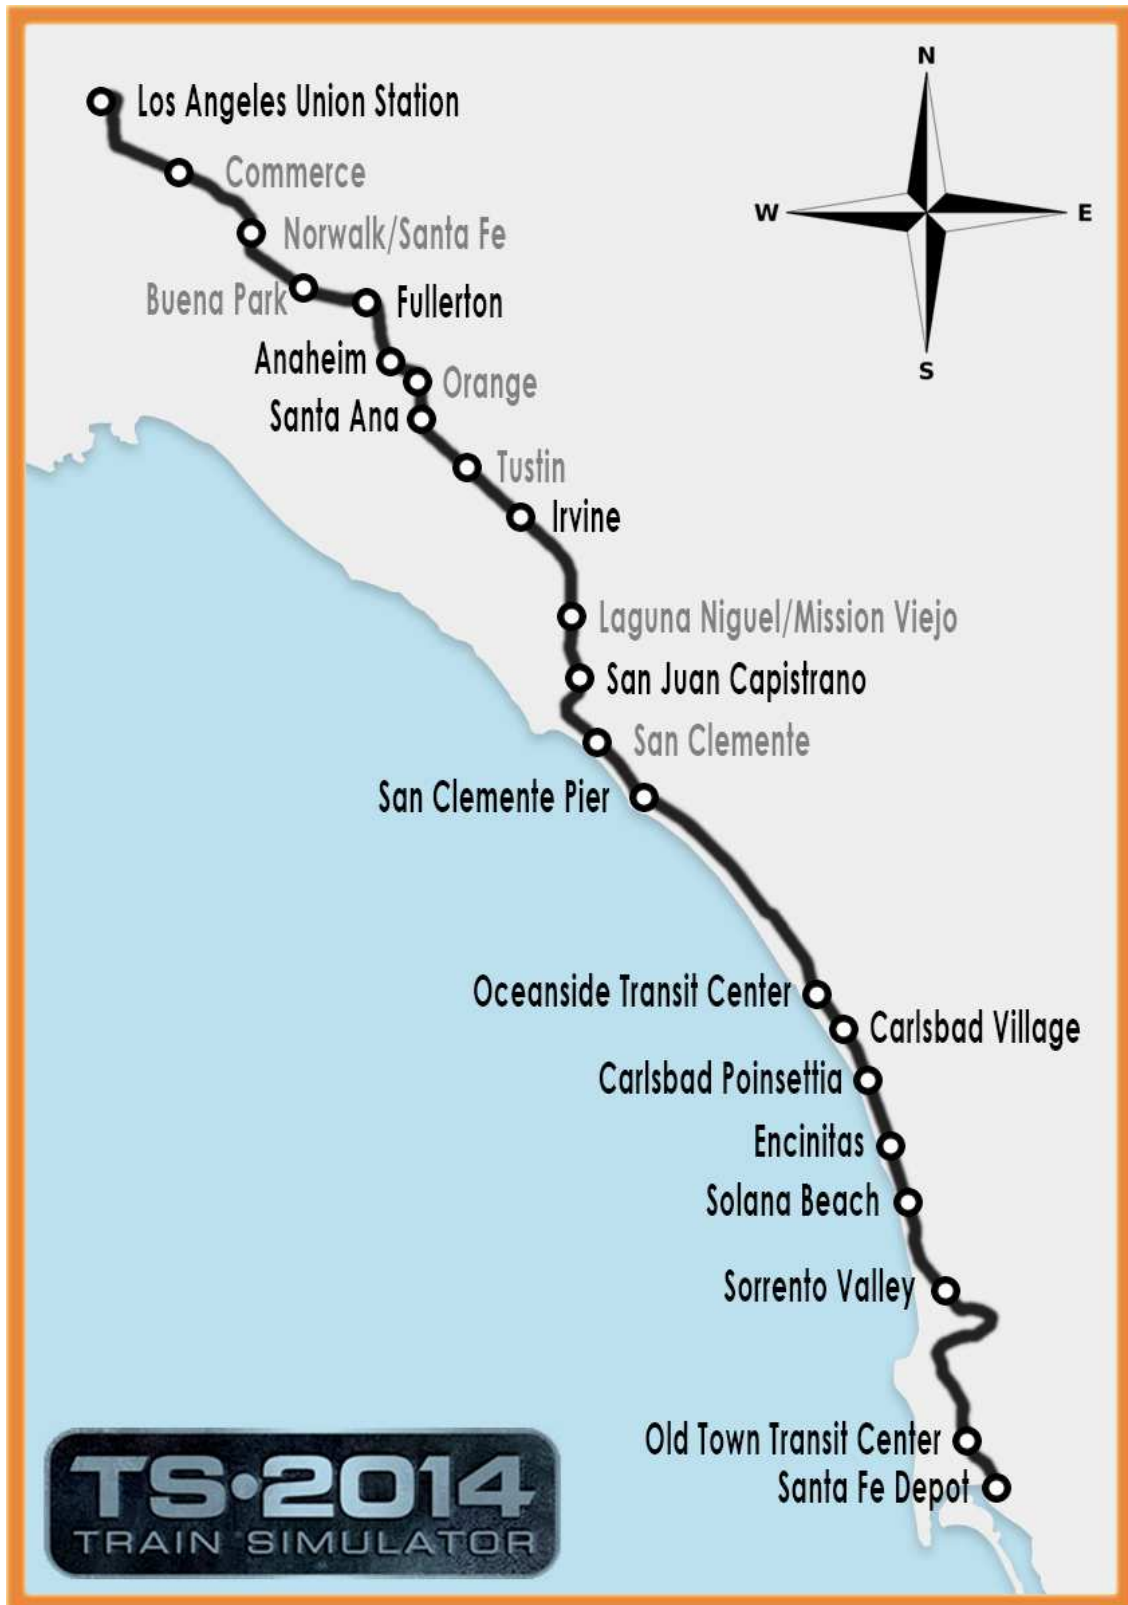 N
Los Angeles Union Station
Commerce
W
E
Norwalk/Santa Fe
Buena Park
Fullerton
Anaheim
S
Orange
Santa Ana
Tustin
Irvine
Laguna Niguel/Mission Viejo
San Juan Capistrano
San Clemente
San Clemente Pier
Oceanside Transit Center
Carlsbad Village
Carlsbad Poinsettia
Encinitas
Solana Beach
Sorrento Valley
Old Town Transit Center
Santa Fe Depot
TS•2014
TRAIN SIMULATOR